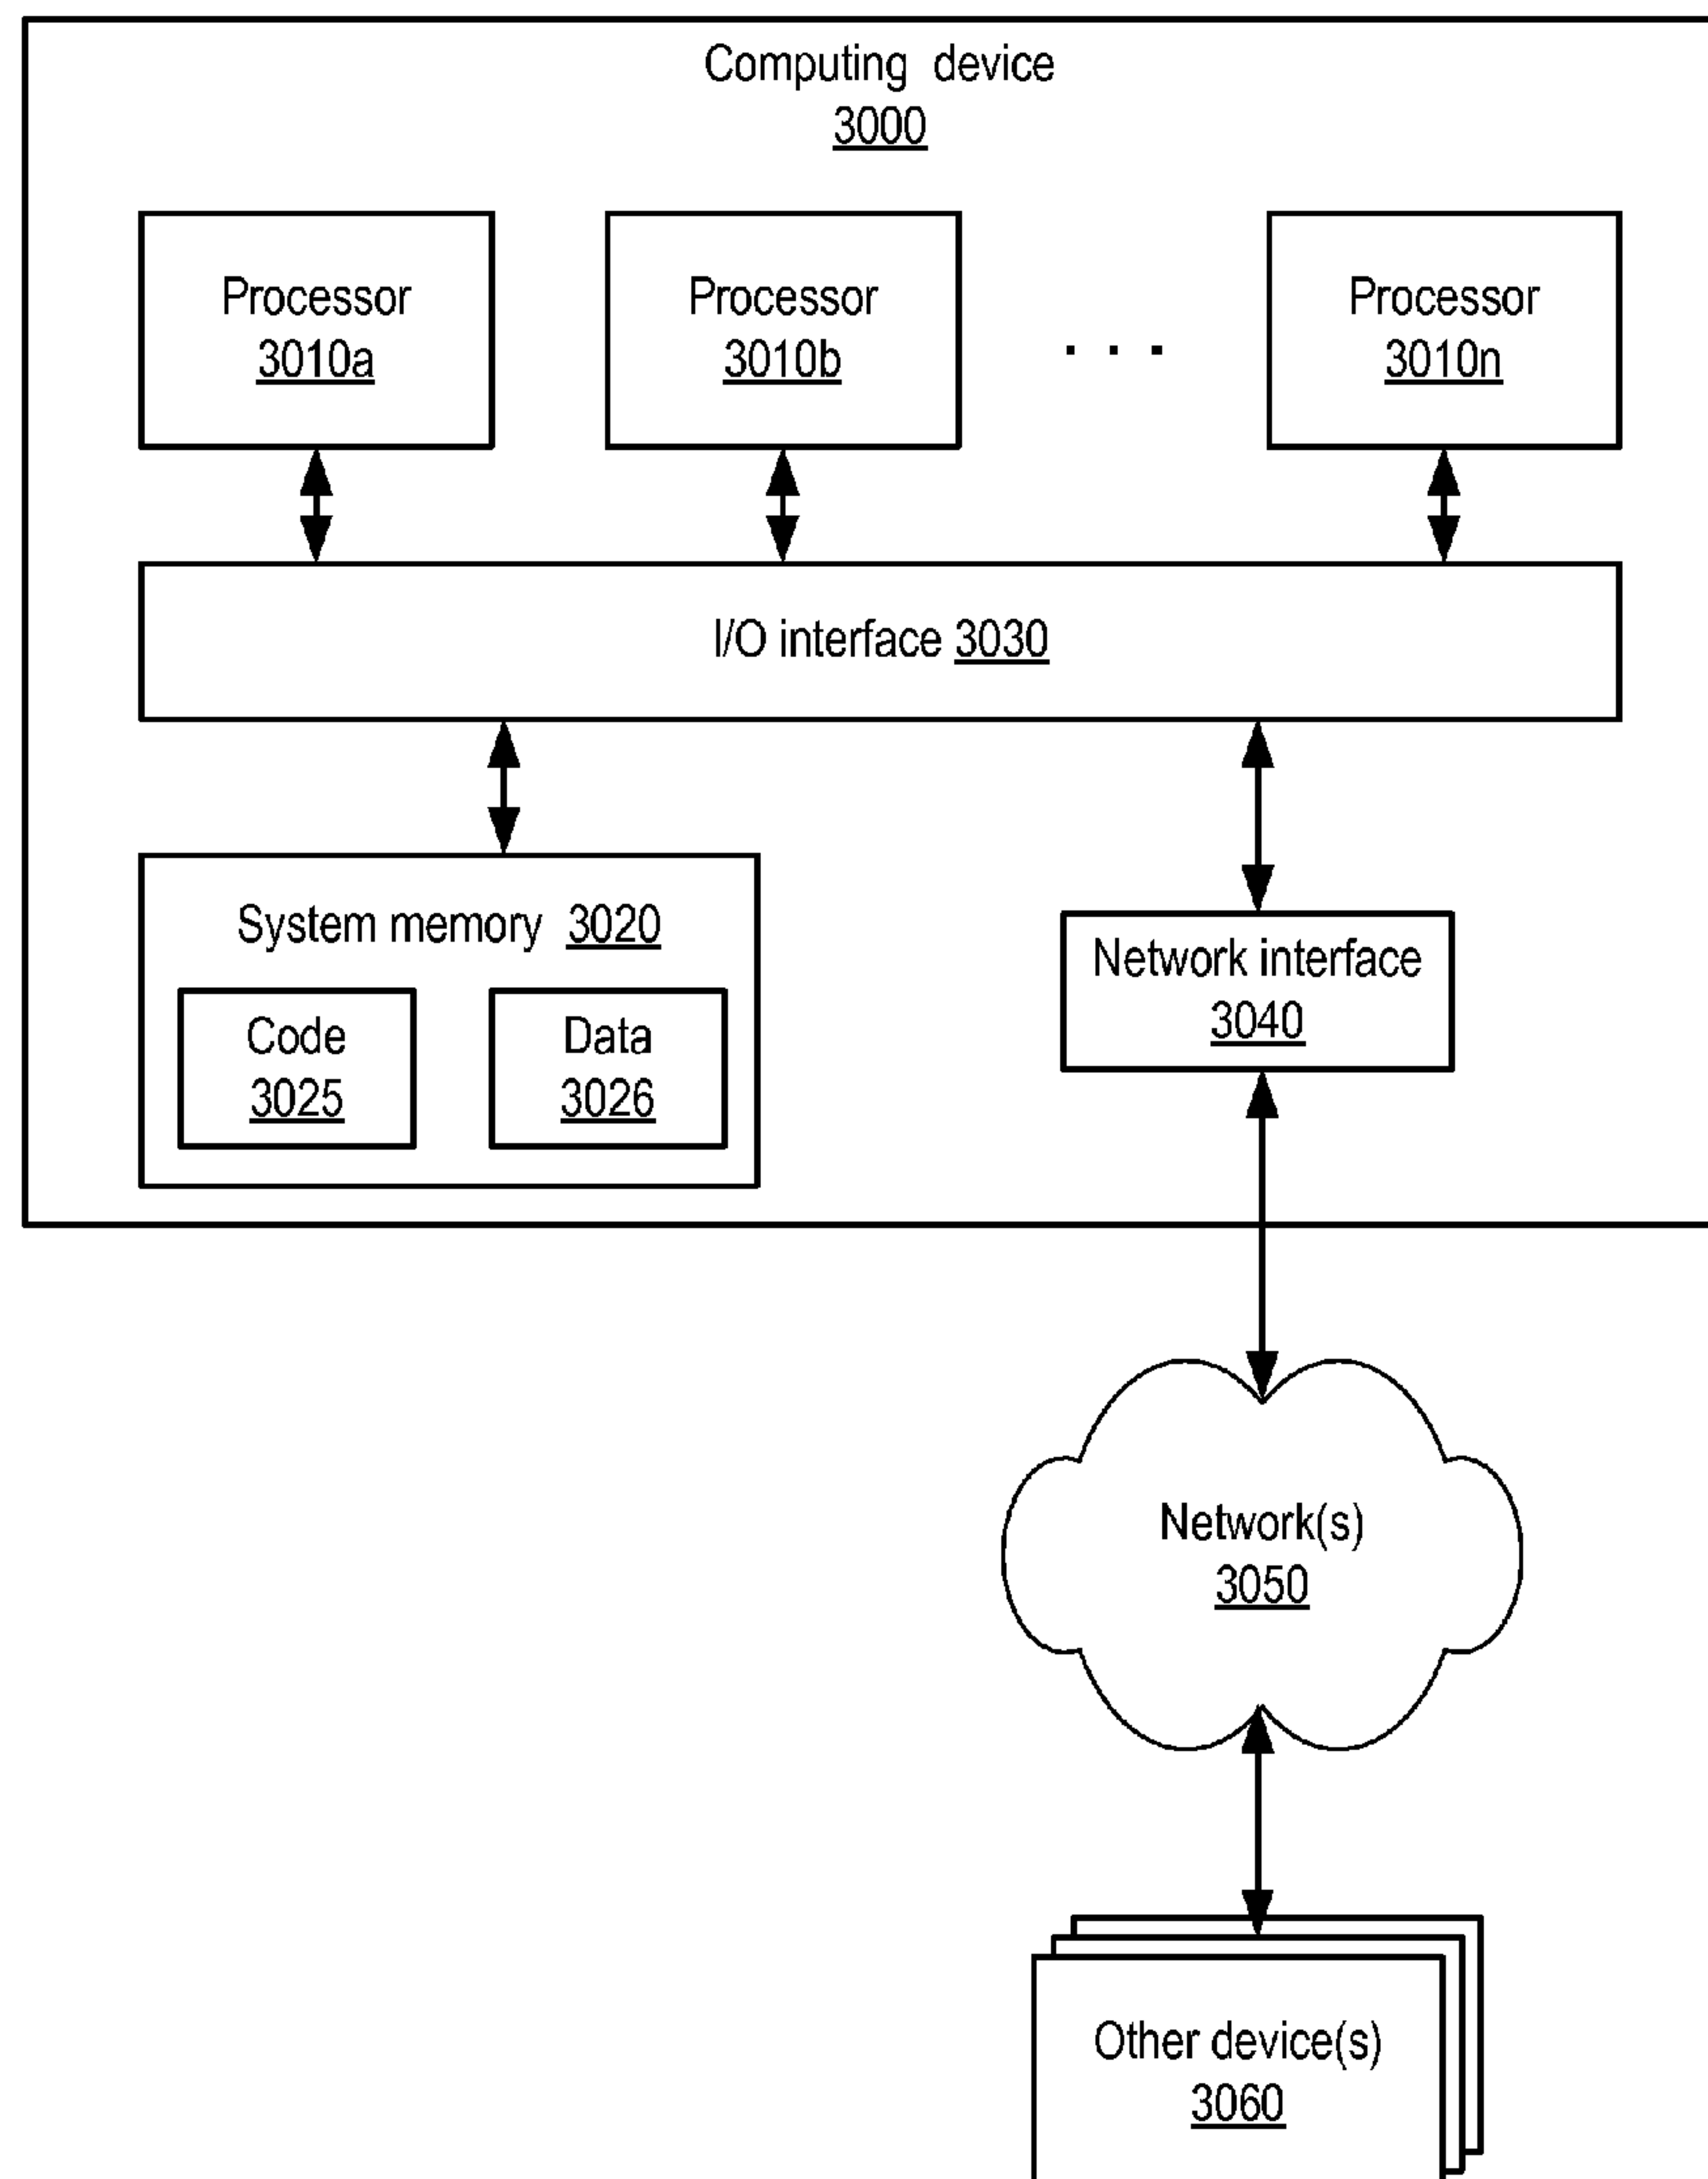 Computing device
3000
Processor
3010a
Processor
3010b
. . .
Processor
3010n
I/O interface 3030
System memory 3020
Code
3025
Data
3026
Network interface
3040
Network(s)
3050
Other device(s)
3060